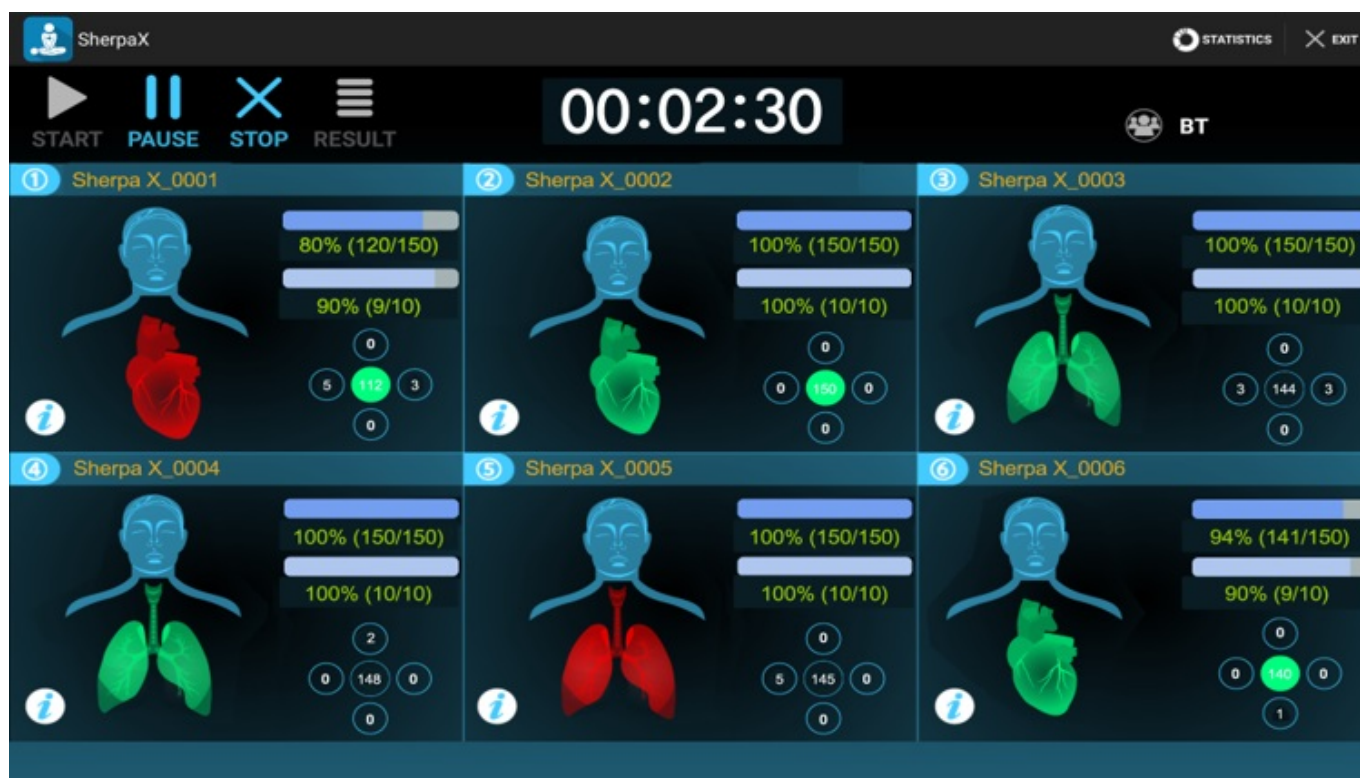 SherpaX
STATISTICS
EXIT
START
PAUSE
STOP
RESULT
00:02:30
BT
1 Sherpa X_0001
80% (120/150)
90% (9/10)
0
5 112 3
0
i
2 Sherpa X_0002
100% (150/150)
100% (10/10)
0
0 150 0
0
i
3 Sherpa X_0003
100% (150/150)
100% (10/10)
0
3 144 3
0
i
4 Sherpa X_0004
100% (150/150)
100% (10/10)
2
0 148 0
0
i
5 Sherpa X_0005
100% (150/150)
100% (10/10)
0
5 145 0
0
i
6 Sherpa X_0006
94% (141/150)
90% (9/10)
0
0 140 0
1
i